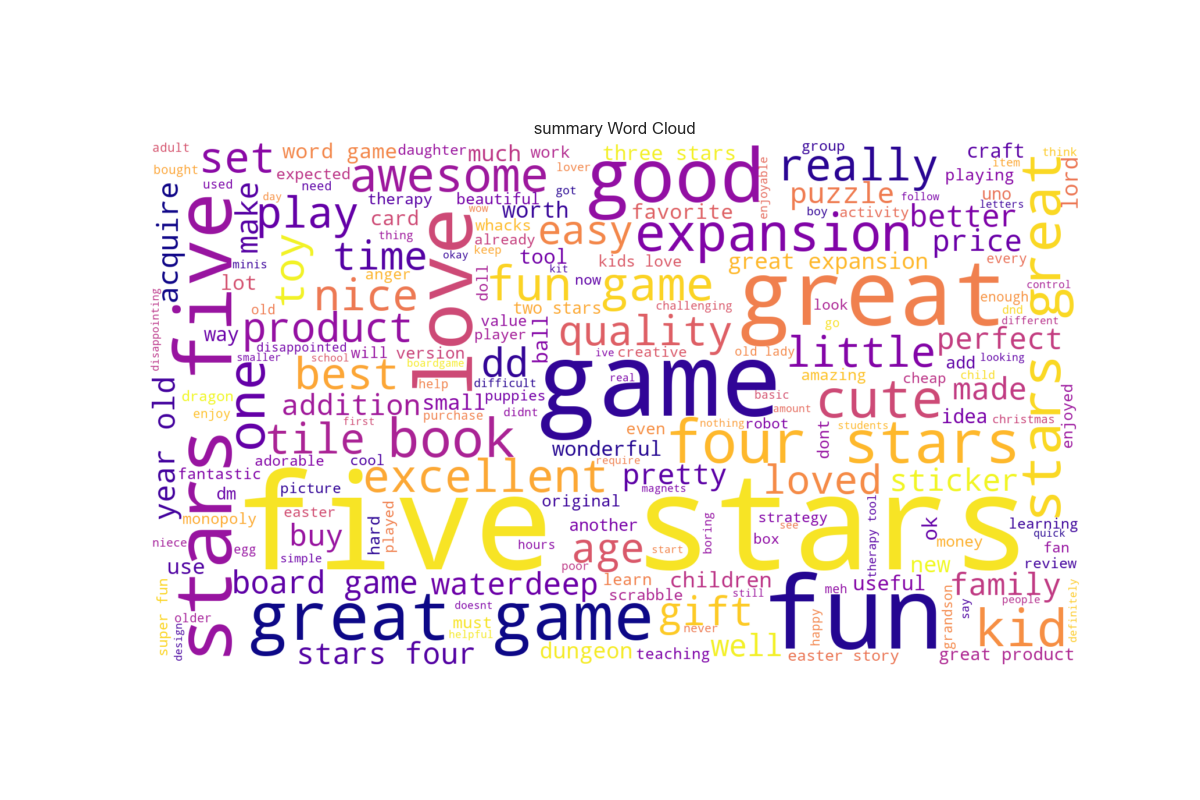 summary Word Cloud
adult
set
word game
daughter
much work
three stars
good
really
group
craft
think
bought
expected
awesome
lover
enjoyable
item
lord
used
need
therapy
beautiful
got
puzzle
follow
playing
uno
letters
acquire
make
day
play
card
wow
worth
favorite
boy
activity
better
great
stars great
stars five
toy
time
thing
love
already
whacks
easy
expansion
price
minis
lot
anger
okay
keep
tool
kids love
great expansion
every
kit
now
control
disappointing
old
nice
doll
fun game
two stars
challenging
look
enough
dnd
way
product
value
player
ball
quality
go
different
disappointed
will
version
ive
creative
old lady
little
perfect
smaller
school
boardgame
dd
game
real
amazing
add
looking
one
best
help
difficult
basic
cheap
child
year old
dragon
addition
small
puppies
amount
cute
made
enjoy
first
purchase
didnt
nothing
robot
idea
christmas
enjoyed
tile book
even
four stars
dont
students
wonderful
adorable
cool
require
fantastic
excellent
pretty
loved
sticker
dm
picture
magnets
five stars
original
monopoly
easter
buy
hard
played
another
strategy
ok
learning
quick
see
therapy tool
niece
egg
hours
age
boring
box
money
fan
simple
start
new
use
poor
review
board game
waterdeep
learn
children
meh
useful
family
super fun
scrabble
still
fun
people
great game
doesnt
gift
say
definitely
older
must
never
happy
grandson
kid
design
helpful
well
stars four
dungeon
teaching
easter story
great product